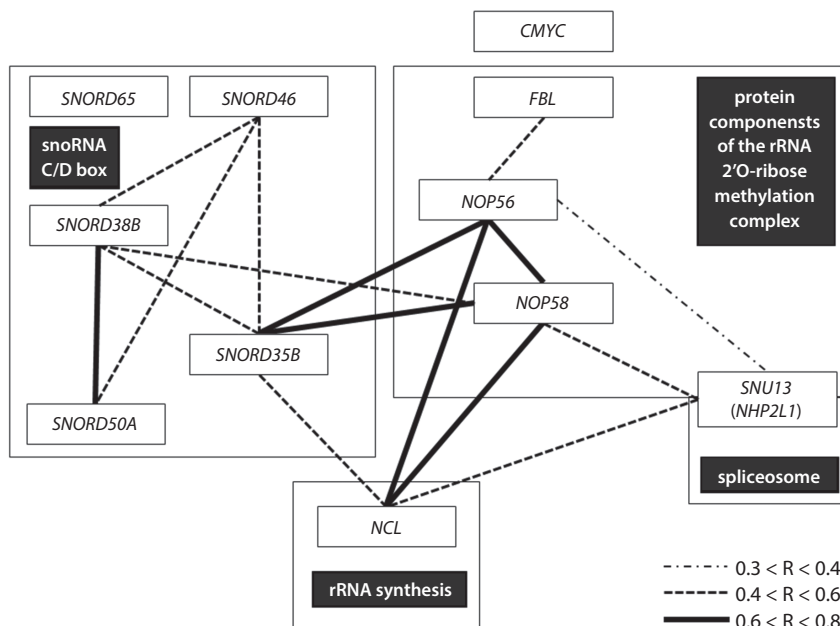 CMYC
SNORD65
SNORD46
snoRNA
C/D box
SNORD38B
SNORD35B
SNORD50A
FBL
protein
componensts
of the rRNA
2'O-ribose
methylation
complex
NOP56
NOP58
SNU13
(NHP2L1)
spliceosome
NCL
rRNA synthesis
0.3 < R < 0.4
0.4 < R < 0.6
0.6 < R < 0.8